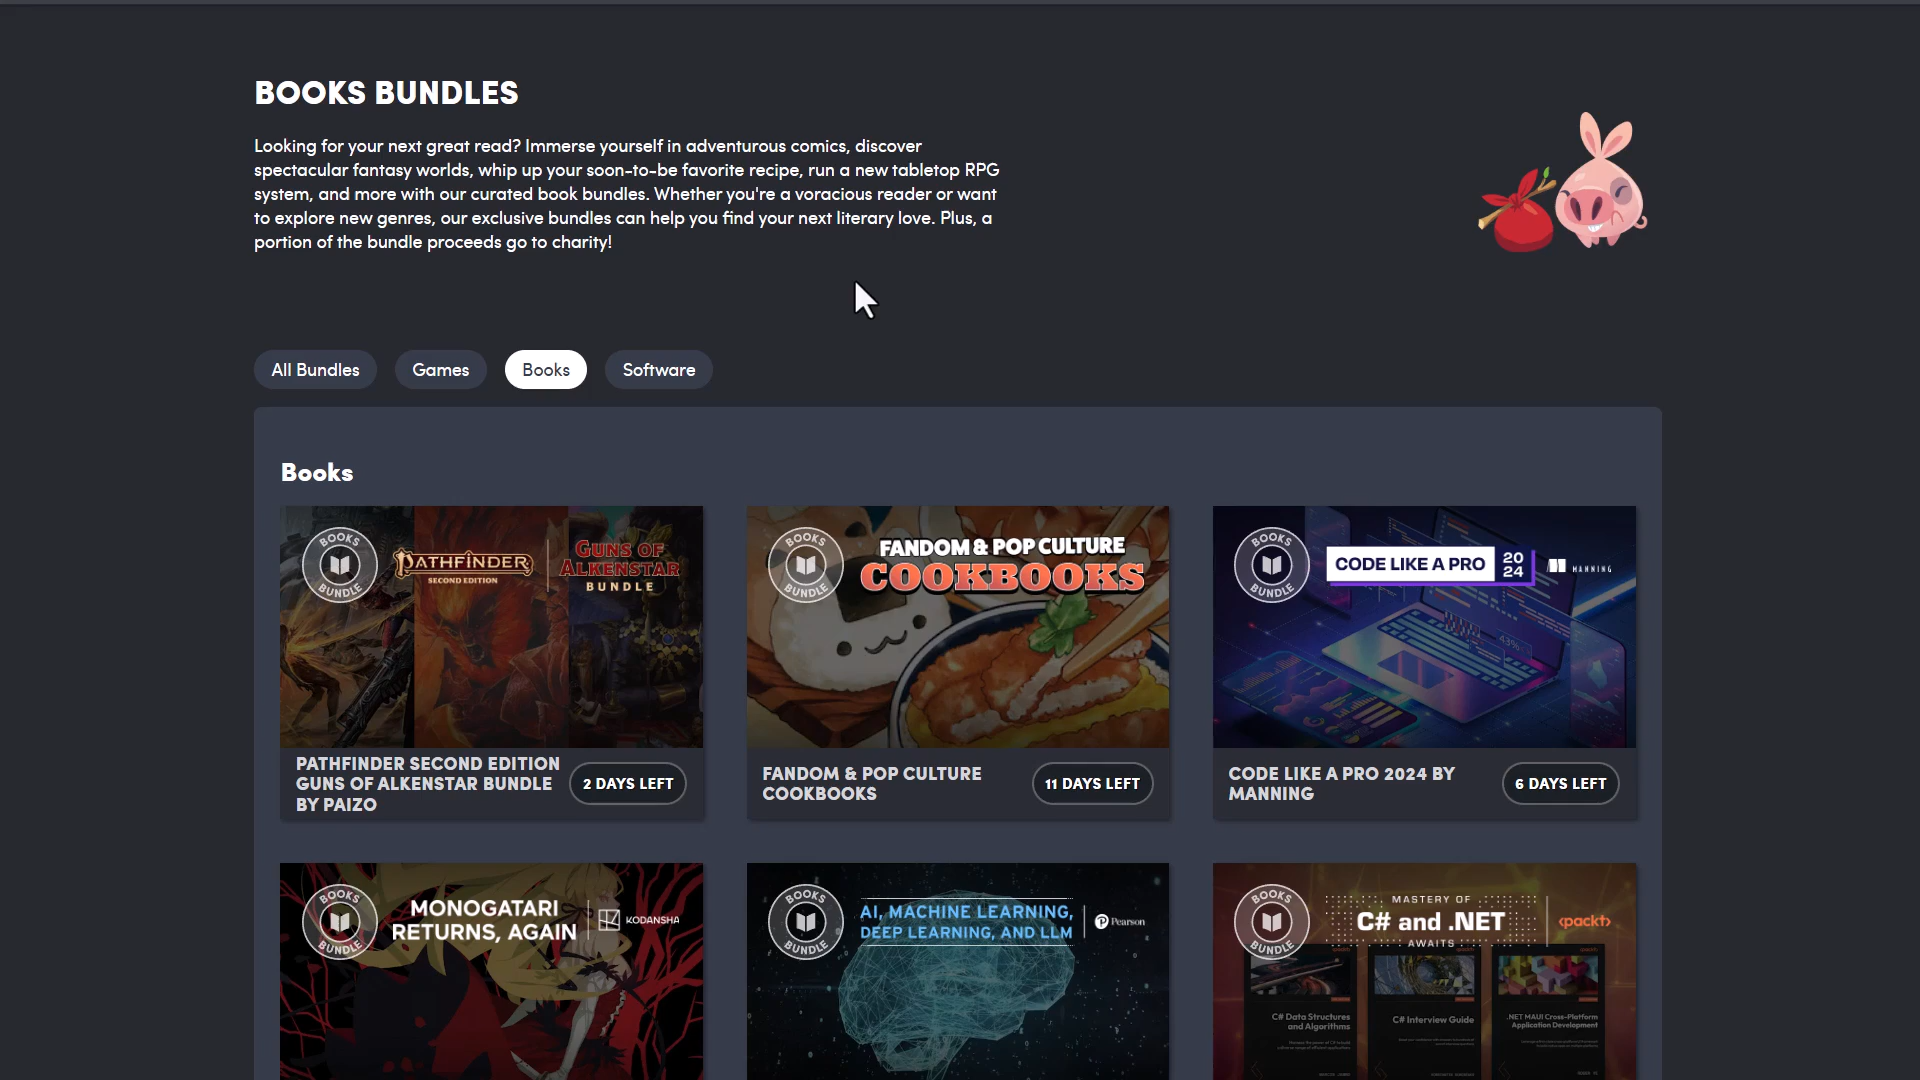 BOOKS BUNDLES
Looking for your next great read? Immerse yourself in adventurous comics, discover
spectacular fantasy worlds, whip up your soon-to-be favorite recipe, run a new tabletop RPG
system, and more with our curated book bundles. Whether you're a voracious reader or want
to explore new genres, our exclusive bundles can help you find your next literary love. Plus, a
portion of the bundle proceeds go to charity!
All Bundles
Games
Books
Software
Books
BOOKS
BUNDLE
PATHFINDER
SECOND EDITION
GUNS OF
ALKENSTAR
BUNDLE
PATHFINDER SECOND EDITION
GUNS OF ALKENSTAR BUNDLE
BY PAIZO
2 DAYS LEFT
BOOKS
BUNDLE
FANDOM & POP CULTURE
COOKBOOKS
FANDOM & POP CULTURE
COOKBOOKS
11 DAYS LEFT
BOOKS
BUNDLE
CODE LIKE A PRO
20
24
MANNING
43%
CODE LIKE A PRO 2024 BY
MANNING
6 DAYS LEFT
BOOKS
BUNDLE
MONOGATARI
RETURNS, AGAIN
KODANSHA
BOOKS
BUNDLE
AI, MACHINE LEARNING,
DEEP LEARNING, AND LLM
Pearson
BOOKS
BUNDLE
MASTERY OF
C# and .NET
AWAITS
<packt>
C# Data Structures
and Algorithms
C# Interview Guide
.NET MAUI Cross-Platform
Application Development